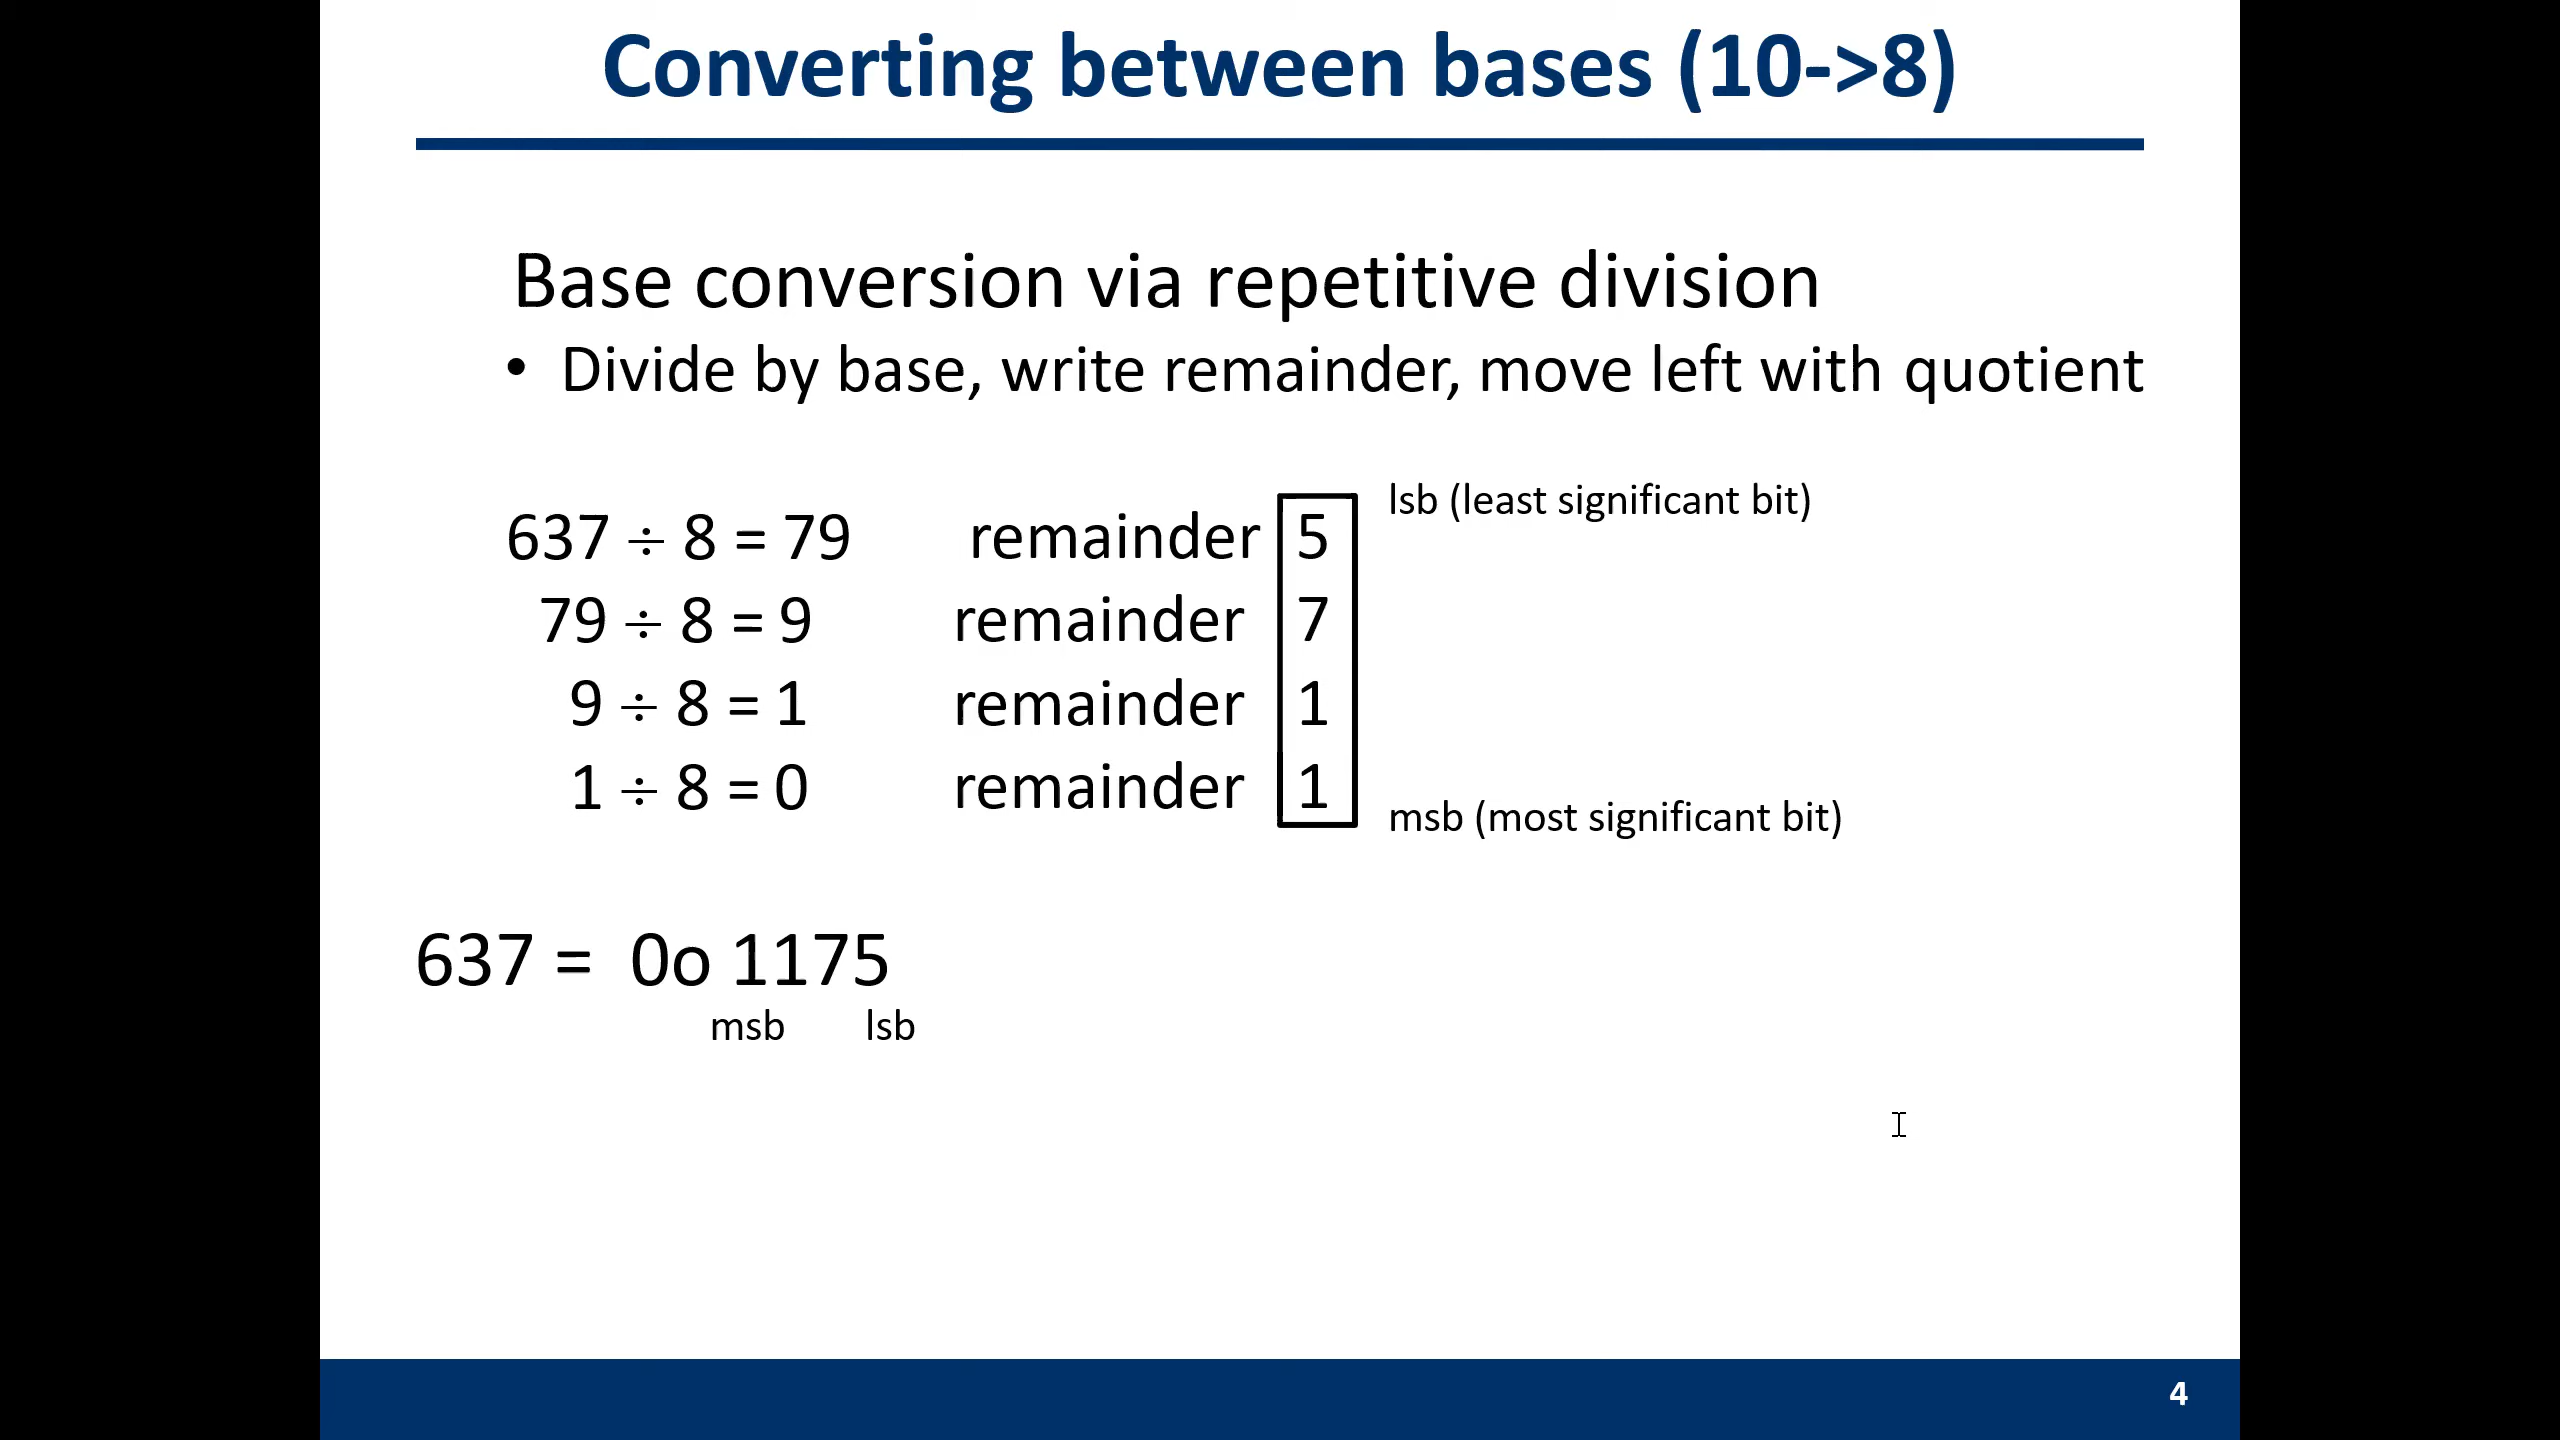 Converting between bases (10->8)
Base conversion via repetitive division
• Divide by base, write remainder, move left with quotient
lsb (least significant bit)
637 ÷ 8 = 79 remainder 5
79 ÷ 8 = 9 remainder 7
9 ÷ 8 = 1 remainder 1
1 ÷ 8 = 0 remainder 1
msb (most significant bit)
637 = 0o 1175
msb lsb
4